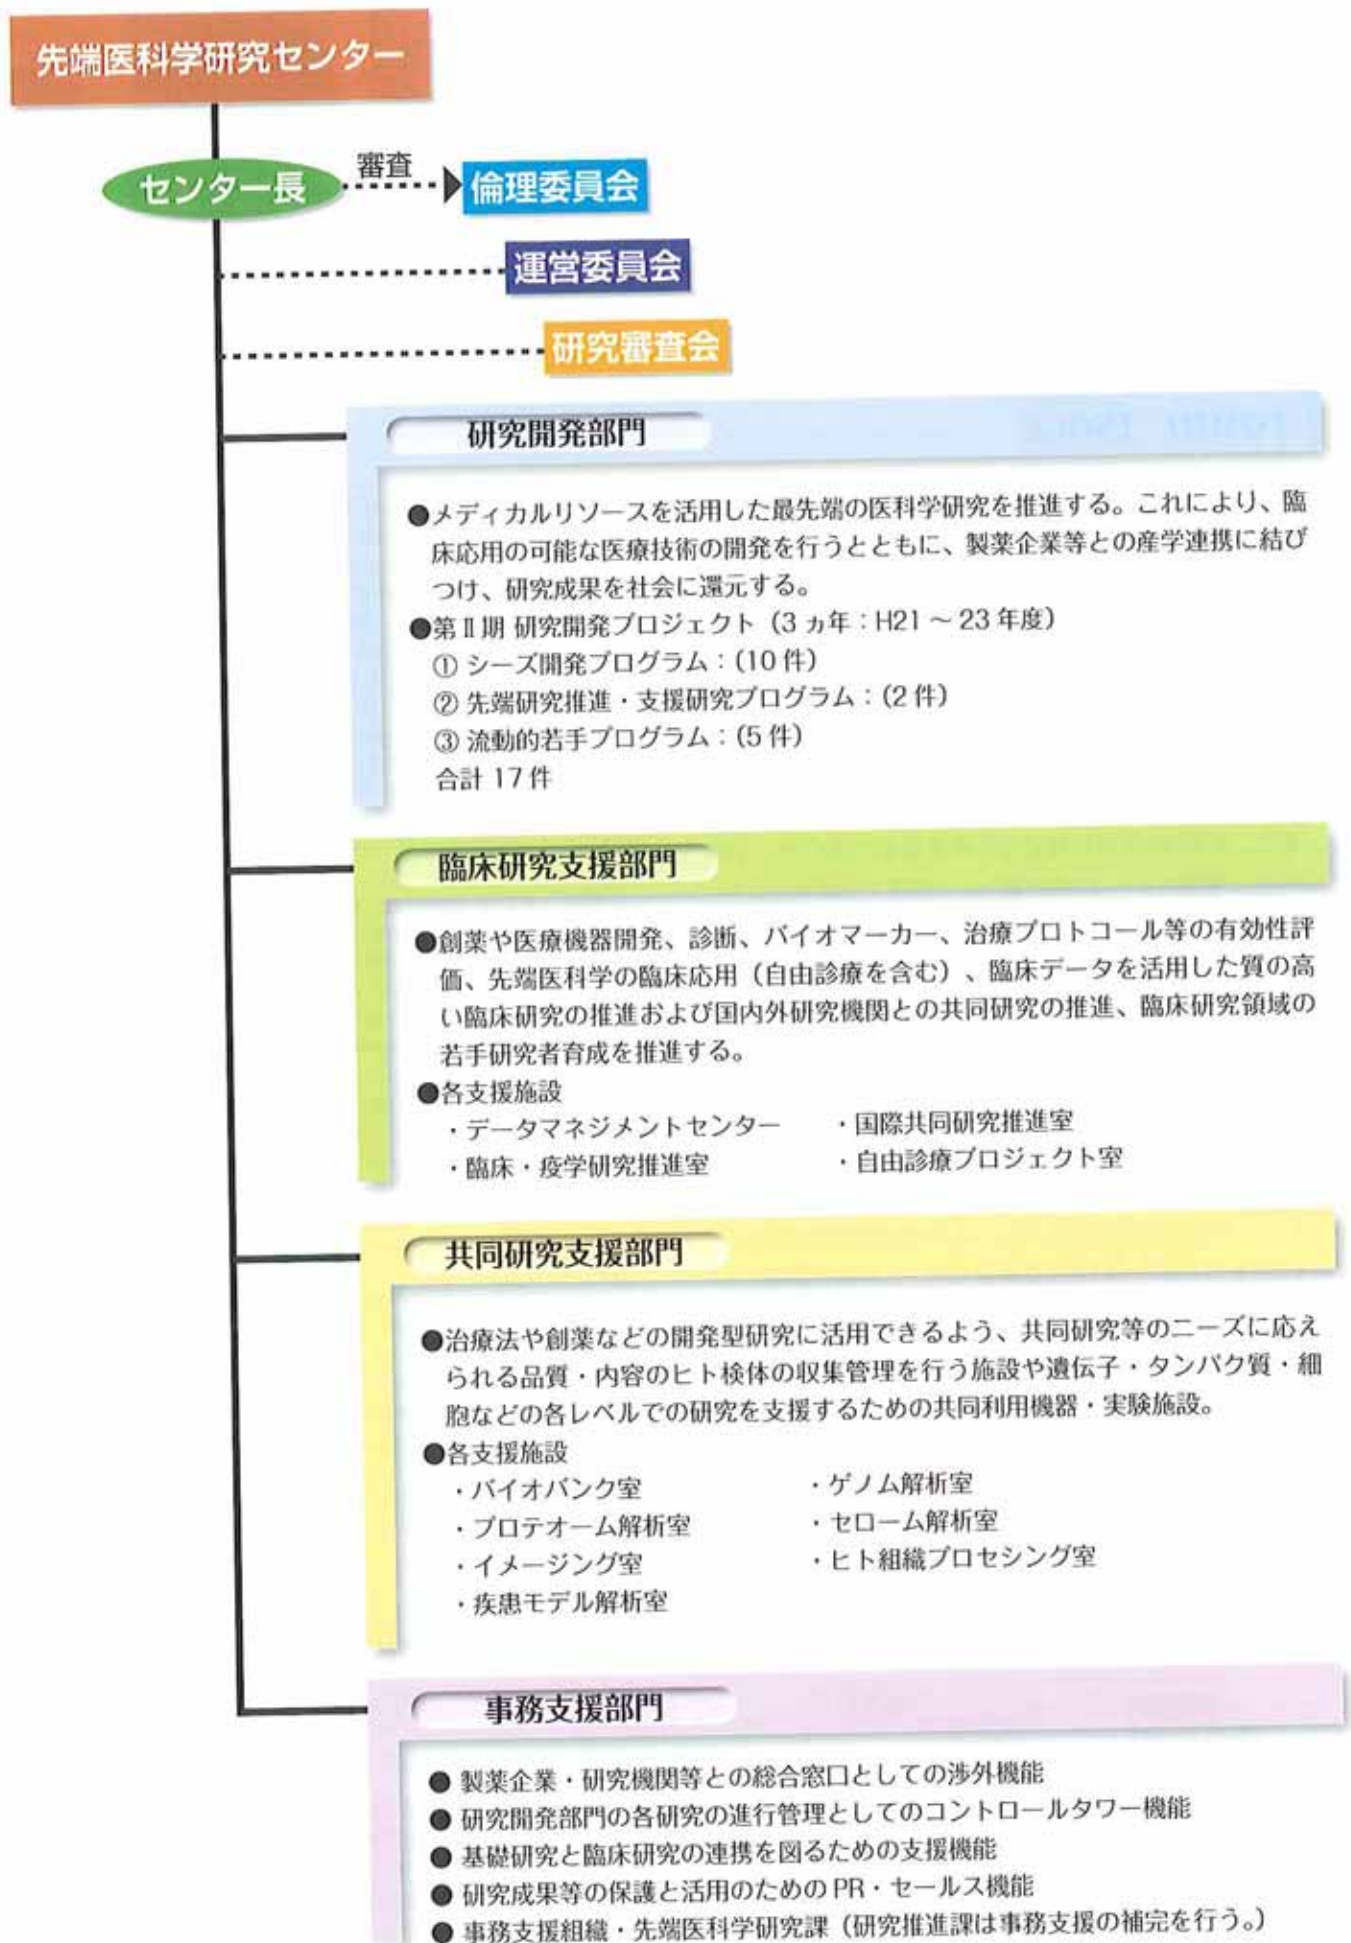 先端医科学研究センター
センター長
審査
倫理委員会
運営委員会
研究審査会
研究開発部門
●メディカルリソースを活用した最先端の医科学研究を推進する。これにより、臨
床応用の可能な医療技術の開発を行うとともに、製薬企業等との産学連携に結び
つけ、研究成果を社会に還元する。
●第Ⅱ期 研究開発プロジェクト（3 ヵ年：H21 〜 23 年度）
① シーズ開発プログラム：（10 件）
② 先端研究推進・支援研究プログラム：（2 件）
③ 流動的若手プログラム：（5 件）
合計 17 件
臨床研究支援部門
●創薬や医療機器開発、診断、バイオマーカー、治療プロトコール等の有効性評
価、先端医科学の臨床応用（自由診療を含む）、臨床データを活用した質の高
い臨床研究の推進および国内外研究機関との共同研究の推進、臨床研究領域の
若手研究者育成を推進する。
●各支援施設
・データマネジメントセンター ・国際共同研究推進室
・臨床・疫学研究推進室 ・自由診療プロジェクト室
共同研究支援部門
●治療法や創薬などの開発型研究に活用できるよう、共同研究等のニーズに応え
られる品質・内容のヒト検体の収集管理を行う施設や遺伝子・タンパク質・細
胞などの各レベルでの研究を支援するための共同利用機器・実験施設。
●各支援施設
・バイオバンク室 ・ゲノム解析室
・プロテオーム解析室 ・セローム解析室
・イメージング室 ・ヒト組織プロセシング室
・疾患モデル解析室
事務支援部門
● 製薬企業・研究機関等との総合窓口としての渉外機能
● 研究開発部門の各研究の進行管理としてのコントロールタワー機能
● 基礎研究と臨床研究の連携を図るための支援機能
● 研究成果等の保護と活用のための PR・セールス機能
● 事務支援組織・先端医科学研究課（研究推進課は事務支援の補完を行う。）